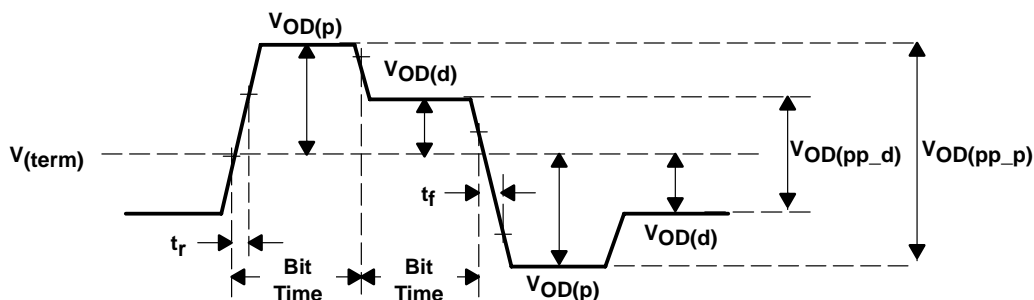 VOD(p)
VOD(d)
V(term)
VOD(pp_d)
VOD(pp_p)
tf
tr
VOD(d)
Bit
Time
Bit
Time
VOD(p)